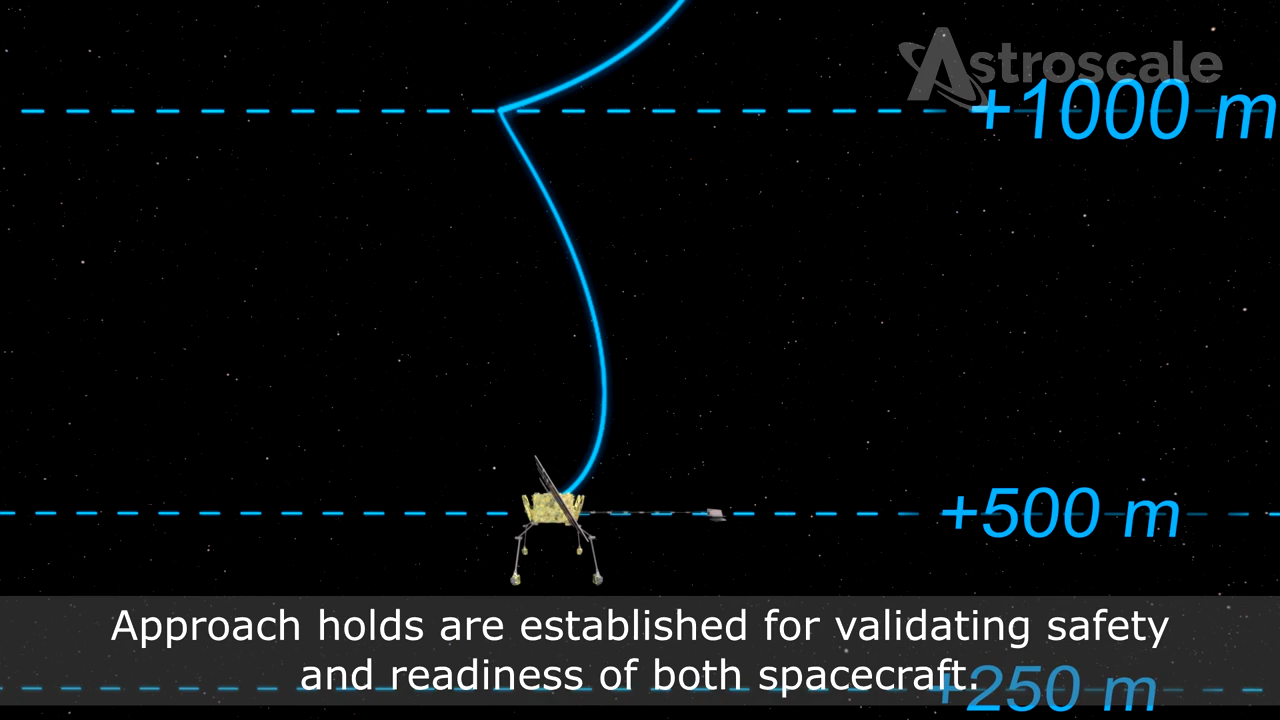 Astroscale
+1000 m
+500 m
Approach holds are established for validating safety
and readiness of both spacecraft.
+250 m